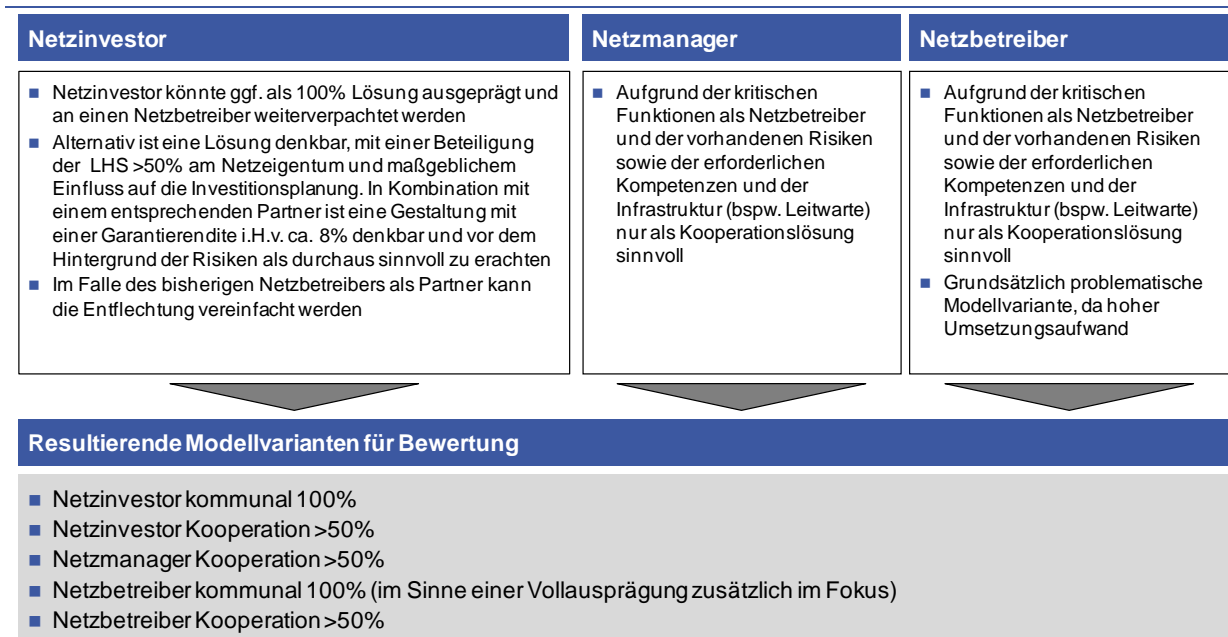 Netzinvestor
Netzinvestor könnte ggf. als 100% Lösung ausgeprägt und
an einen Netzbetreiber weiterverpachtet werden
Alternativ ist eine Lösung denkbar, mit einer Beteiligung
der LHS >50% am Netzeigentum und maßgeblichem
Einfluss auf die Investitionsplanung. In Kombination mit
einem entsprechenden Partner ist eine Gestaltung mit
einer Garantierendite i.H.v. ca. 8% denkbar und vor dem
Hintergrund der Risiken als durchaus sinnvoll zu erachten
Im Falle des bisherigen Netzbetreibers als Partner kann
die Entflechtung vereinfacht werden
Netzmanager
Aufgrund der kritischen
Funktionen als Netzbetreiber
und der vorhandenen Risiken
sowie der erforderlichen
Kompetenzen und der
Infrastruktur (bspw. Leitwarte)
nur als Kooperationslösung
sinnvoll
Netzbetreiber
Aufgrund der kritischen
Funktionen als Netzbetreiber
und der vorhandenen Risiken
sowie der erforderlichen
Kompetenzen und der
Infrastruktur (bspw. Leitwarte)
nur als Kooperationslösung
sinnvoll
Grundsätzlich problematische
Modellvariante, da hoher
Umsetzungsaufwand
Resultierende Modellvarianten für Bewertung
Netzinvestor kommunal 100%
Netzinvestor Kooperation >50%
Netzmanager Kooperation >50%
Netzbetreiber kommunal 100% (im Sinne einer Vollausprägung zusätzlich im Fokus)
Netzbetreiber Kooperation >50%